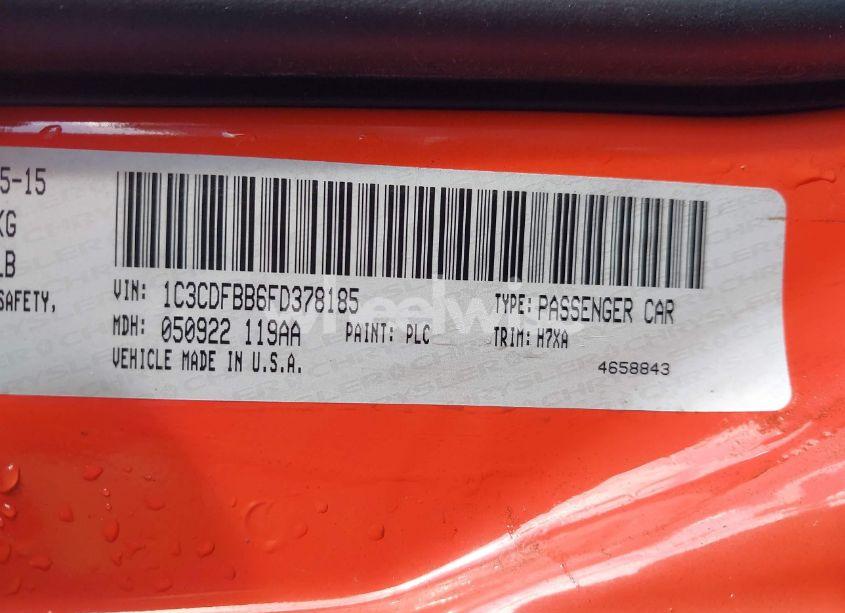 5-15
KG
LB
SAFETY,
VIN: 1C3CDFBB6FD378185
TYPE: PASSENGER CAR
MDH: 050922 119AA
PAINT: PLC
TRIM: H7XA
VEHICLE MADE IN U.S.A.
4658843